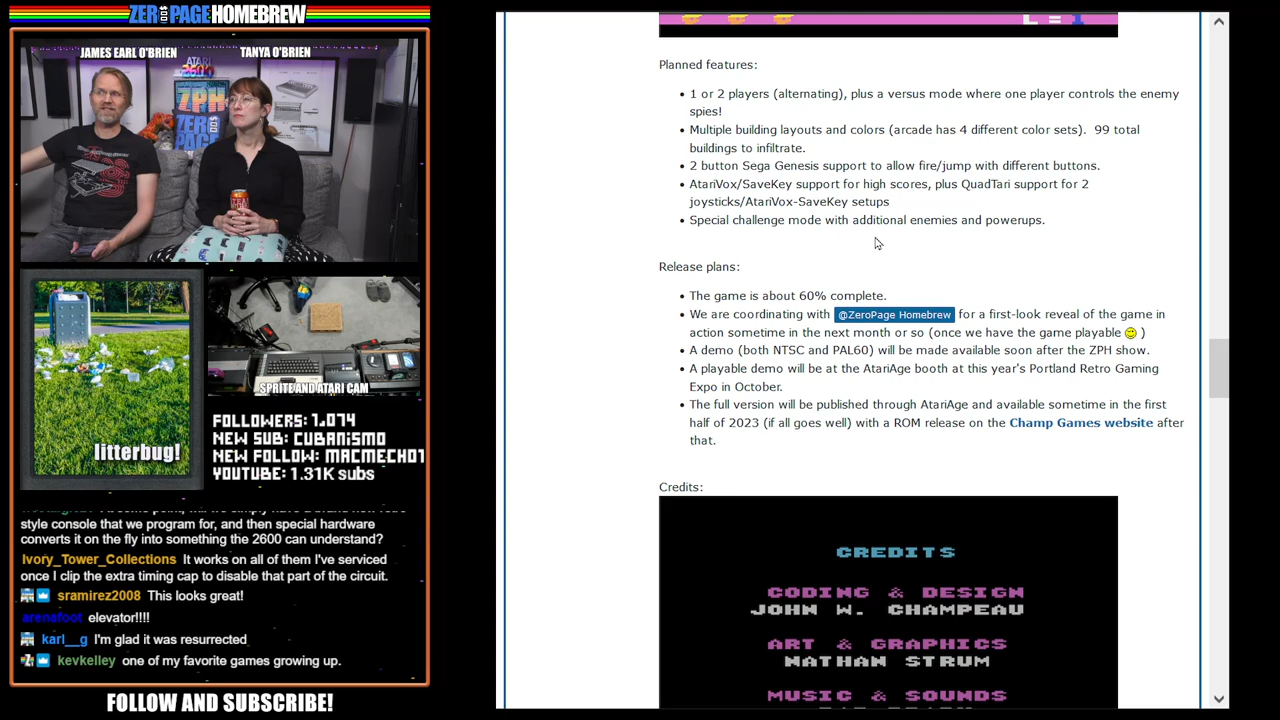 ZERO PAGE HOMEBREW
JAMES EARL O'BRIEN
TANYA O'BRIEN
ATARI
2600
ZPH
litterbug!
SPRITE AND ATARI CAM
FOLLOWERS: 1,074
NEW SUB: CUBANISMO
NEW FOLLOW: MACMECHO1
YOUTUBE: 1.31K subs
style console that we program for, and then special hardware
converts it on the fly into something the 2600 can understand?
Ivory_Tower_Collections It works on all of them I've serviced
once I clip the extra timing cap to disable that part of the circuit.
sramirez2008 This looks great!
arenafoot elevator!!!!
karl__g I'm glad it was resurrected
kevkelley one of my favorite games growing up.
FOLLOW AND SUBSCRIBE!
L = 1
Planned features:
• 1 or 2 players (alternating), plus a versus mode where one player controls the enemy
spies!
• Multiple building layouts and colors (arcade has 4 different color sets). 99 total
buildings to infiltrate.
• 2 button Sega Genesis support to allow fire/jump with different buttons.
• AtariVox/SaveKey support for high scores, plus QuadTari support for 2
joysticks/AtariVox-SaveKey setups
• Special challenge mode with additional enemies and powerups.
Release plans:
• The game is about 60% complete.
• We are coordinating with @ZeroPage Homebrew for a first-look reveal of the game in
action sometime in the next month or so (once we have the game playable )
• A demo (both NTSC and PAL60) will be made available soon after the ZPH show.
• A playable demo will be at the AtariAge booth at this year's Portland Retro Gaming
Expo in October.
• The full version will be published through AtariAge and available sometime in the first
half of 2023 (if all goes well) with a ROM release on the Champ Games website after
that.
Credits:
CREDITS
CODING & DESIGN
JOHN W. CHAMPEAU
ART & GRAPHICS
NATHAN STRUM
MUSIC & SOUNDS